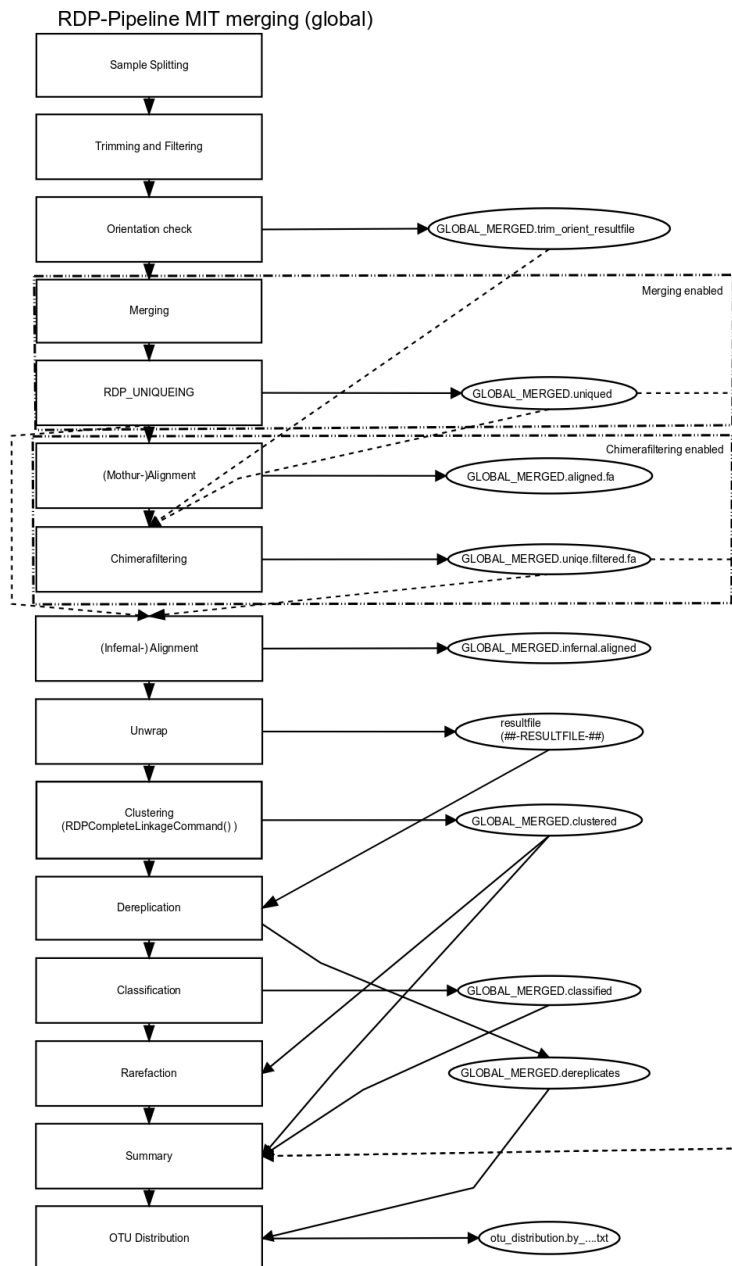 RDP-Pipeline MIT merging (global)
Sample Splitting
Trimming and Filtering
Orientation check
GLOBAL_MERGED.trim_orient_resultfile
Merging enabled
Merging
RDP_UNIQUEING
GLOBAL_MERGED.uniqued
Chimerafiltering enabled
(Mothur-)Alignment
GLOBAL_MERGED.aligned.fa
Chimerafiltering
GLOBAL_MERGED.uniqe.filtered.fa
(Infernal-) Alignment
GLOBAL_MERGED.infernal.aligned
Unwrap
resultfile
(##-RESULTFILE-##)
Clustering
(RDPCompleteLinkageCommand() )
GLOBAL_MERGED.clustered
Dereplication
Classification
GLOBAL_MERGED.classified
Rarefaction
GLOBAL_MERGED.dereplicates
Summary
OTU Distribution
otu_distribution.by_....txt